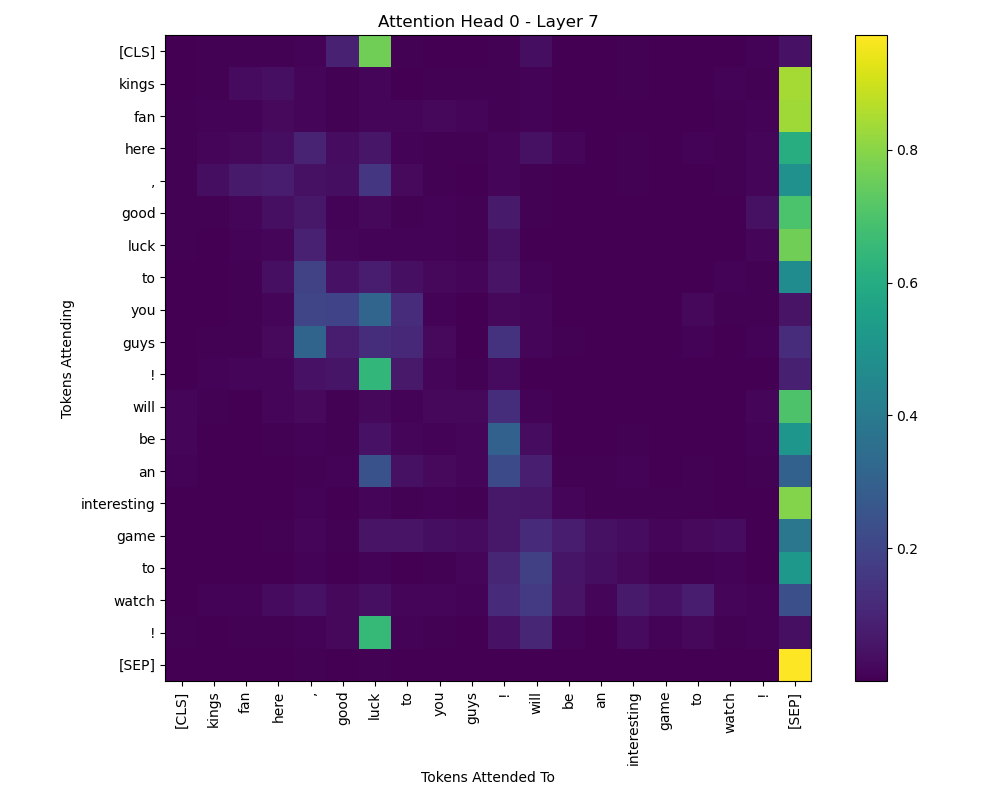 Attention Head 0 - Layer 7
Tokens Attending
[CLS]
kings
fan
here
,
good
luck
to
you
guys
!
will
be
an
interesting
game
to
watch
!
[SEP]
[CLS]
kings
fan
here
,
good
luck
to
you
guys
!
will
be
an
interesting
game
to
watch
!
[SEP]
Tokens Attended To
0.8
0.6
0.4
0.2